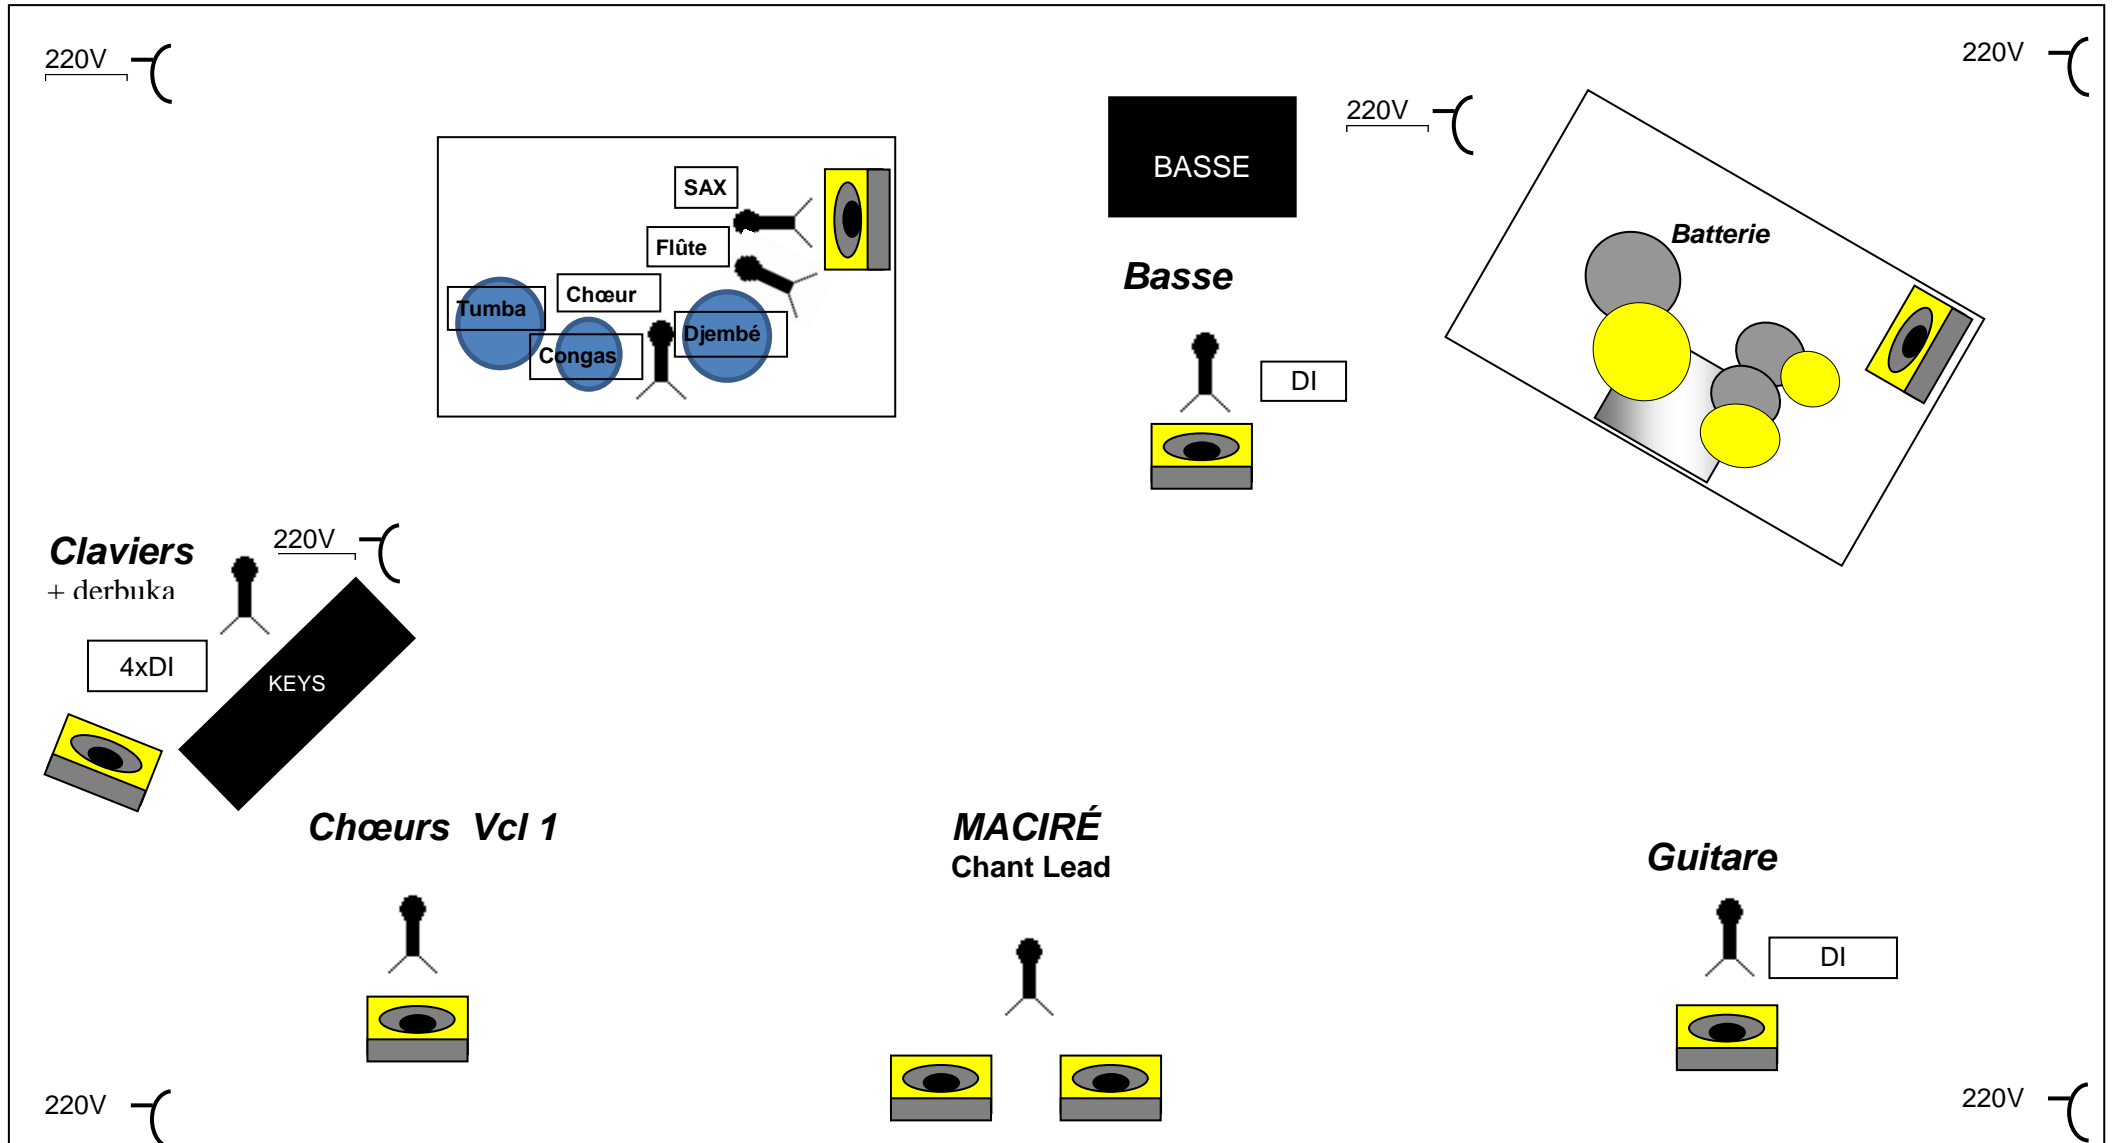 220V
220V
220V
BASSE
SAX
Batterie
Flûte
Basse
Chœur
Tumba
Djembé
Congas
DI
Claviers
220V
+ derbuka
4xDI
KEYS
Chœurs Vcl 1
MACIRÉ
Chant Lead
Guitare
DI
220V
220V